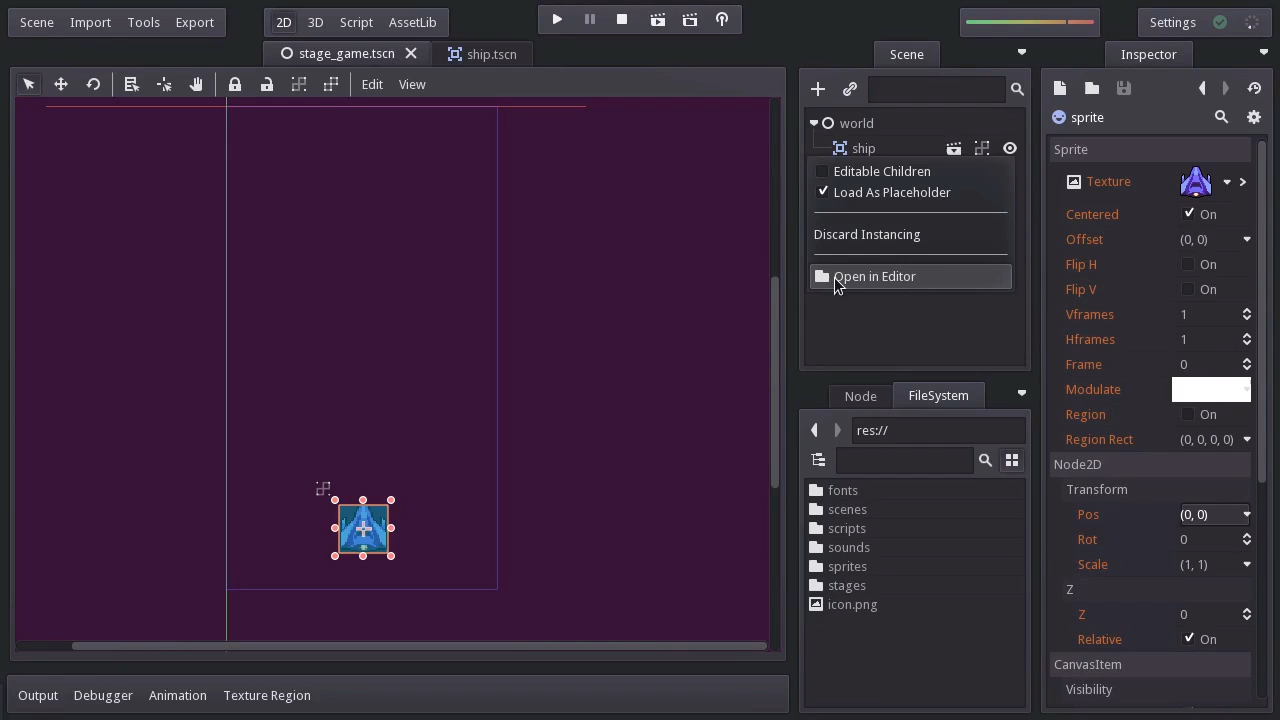 Scene Import Tools Export 2D 3D Script AssetLib Settings
stage_game.tscn ship.tscn Scene Inspector
Edit View
world
sprite
ship
Sprite
Editable Children
Texture
Load As Placeholder
Centered On
Discard Instancing
Offset (0, 0)
Flip H On
Open in Editor
Flip V On
Vframes 1
Hframes 1
Frame 0
Node FileSystem
Modulate
Region On
res://
Region Rect (0, 0, 0, 0)
Node2D
fonts
Transform
scenes
Pos (0, 0)
scripts
Rot 0
sounds
Scale (1, 1)
sprites
stages
Z
icon.png
Z 0
Relative On
CanvasItem
Visibility
Output Debugger Animation Texture Region